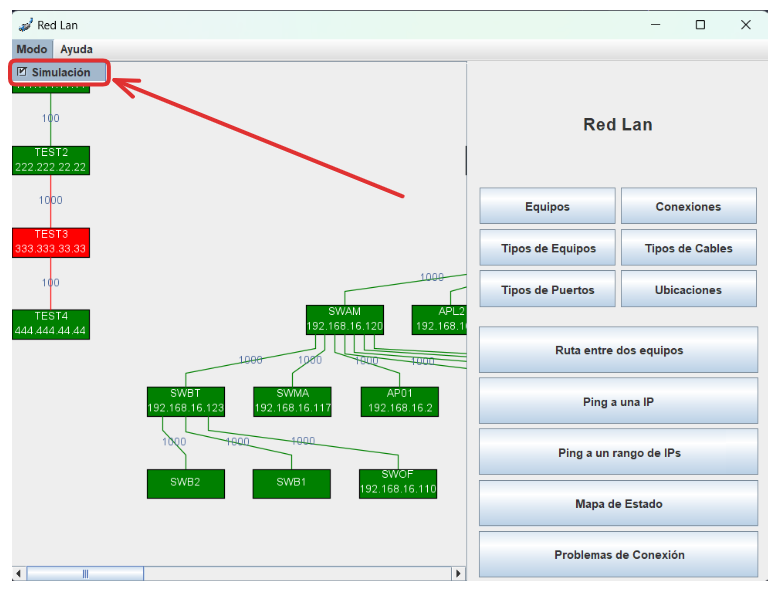 Red Lan
Modo Ayuda
Simulación
100
TEST2
222.222.22.22
1000
TEST3
333.333.33.33
100
TEST4
444.444.44.44
1000
SWAM
192.168.16.120
APL2
1000
1000
1000
1000
SWBT
192.168.16.123
SWMA
192.168.16.117
AP01
192.168.16.2
1000
1000
1000
SWB2
SWB1
SWOF
192.168.16.110
Red Lan
Equipos
Conexiones
Tipos de Equipos
Tipos de Cables
Tipos de Puertos
Ubicaciones
Ruta entre dos equipos
Ping a una IP
Ping a un rango de IPs
Mapa de Estado
Problemas de Conexión